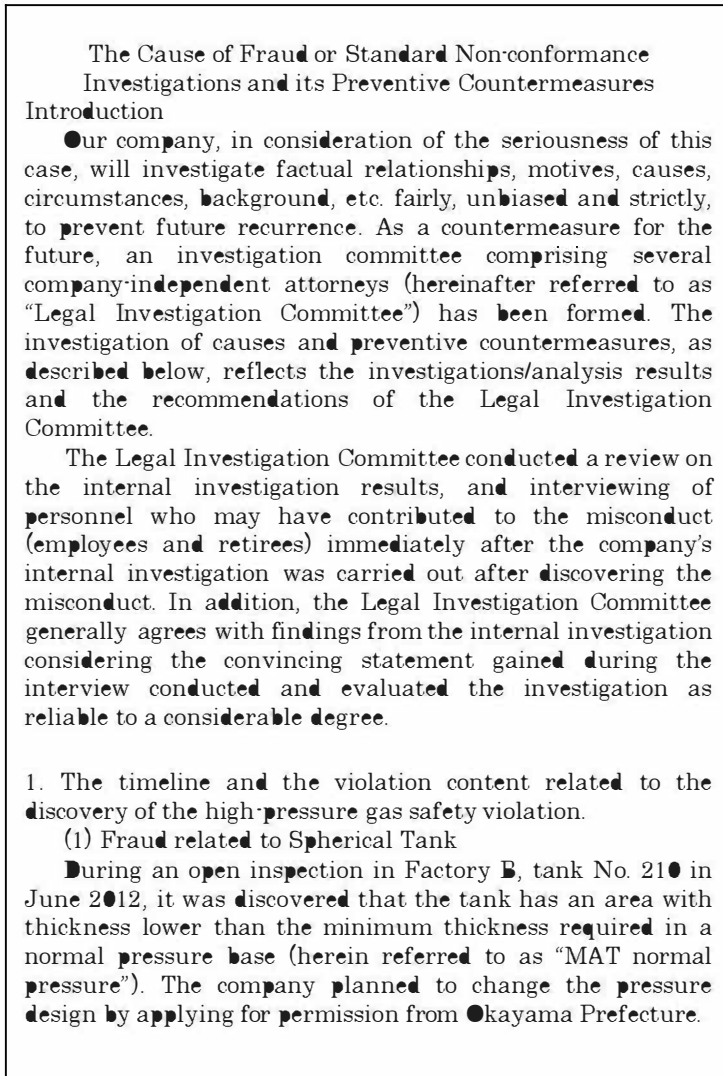 The Cause of Fraud or Standard Non-conformance
Investigations and its Preventive Countermeasures
Introduction
Our company, in consideration of the seriousness of this
case, will investigate factual relationships, motives, causes,
circumstances, background, etc. fairly, unbiased and strictly,
to prevent future recurrence. As a countermeasure for the
future, an investigation committee comprising several
company-independent attorneys (hereinafter referred to as
“Legal Investigation Committee”) has been formed. The
investigation of causes and preventive countermeasures, as
described below, reflects the investigations/analysis results
and the recommendations of the Legal Investigation
Committee.
The Legal Investigation Committee conducted a review on
the internal investigation results, and interviewing of
personnel who may have contributed to the misconduct
(employees and retirees) immediately after the company’s
internal investigation was carried out after discovering the
misconduct. In addition, the Legal Investigation Committee
generally agrees with findings from the internal investigation
considering the convincing statement gained during the
interview conducted and evaluated the investigation as
reliable to a considerable degree.
1. The timeline and the violation content related to the
discovery of the high-pressure gas safety violation.
(1) Fraud related to Spherical Tank
During an open inspection in Factory B, tank No. 210 in
June 2012, it was discovered that the tank has an area with
thickness lower than the minimum thickness required in a
normal pressure base (herein referred to as “MAT normal
pressure”). The company planned to change the pressure
design by applying for permission from Okayama Prefecture.